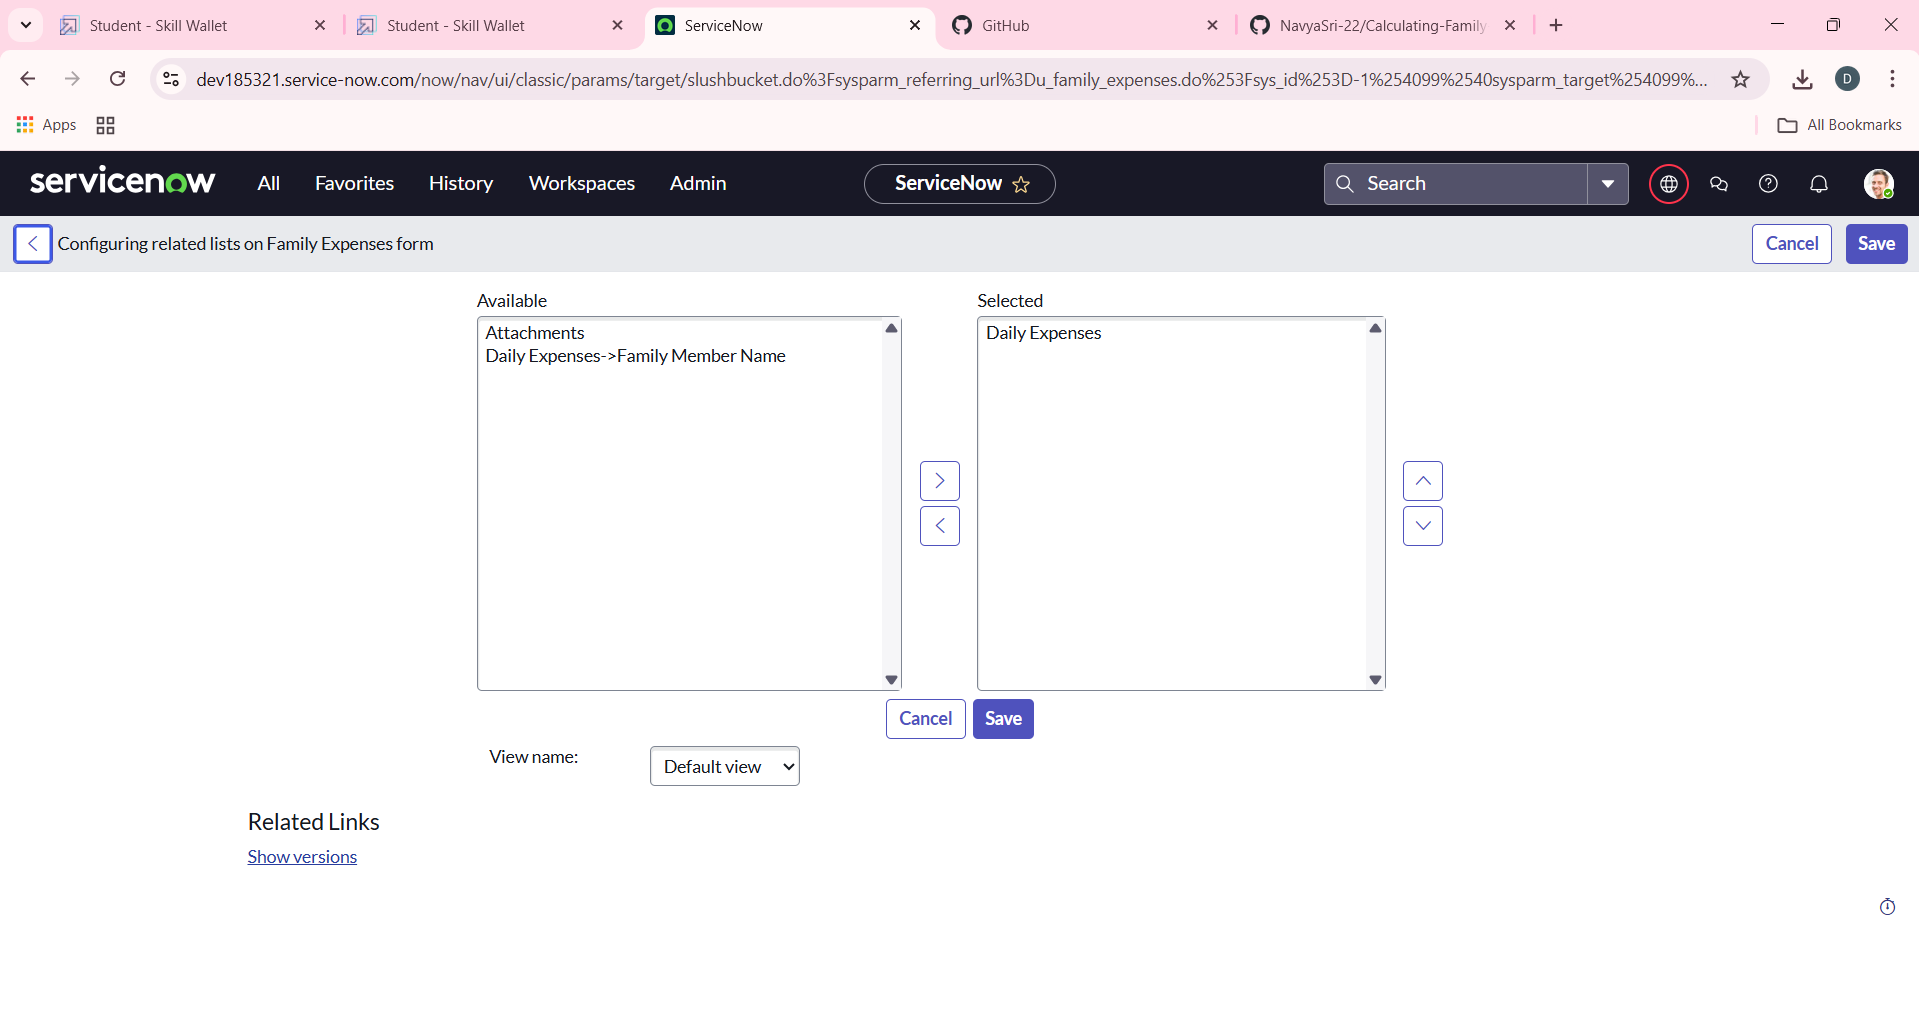 Student - Skill Wallet
Student - Skill Wallet
ServiceNow
GitHub
NavyaSri-22/Calculating-Family
dev185321.service-now.com/now/nav/ui/classic/params/target/slushbucket.do%3Fsysparm_referring_url%3Du_family_expenses.do%253Fsys_id%253D-1%254099%2540sysparm_target%254099%...
D
Apps
All Bookmarks
servicenow
All
Favorites
History
Workspaces
Admin
ServiceNow
Search
Configuring related lists on Family Expenses form
Cancel
Save
Available
Selected
Attachments
Daily Expenses->Family Member Name
Daily Expenses
Cancel
Save
View name:
Default view
Related Links
Show versions